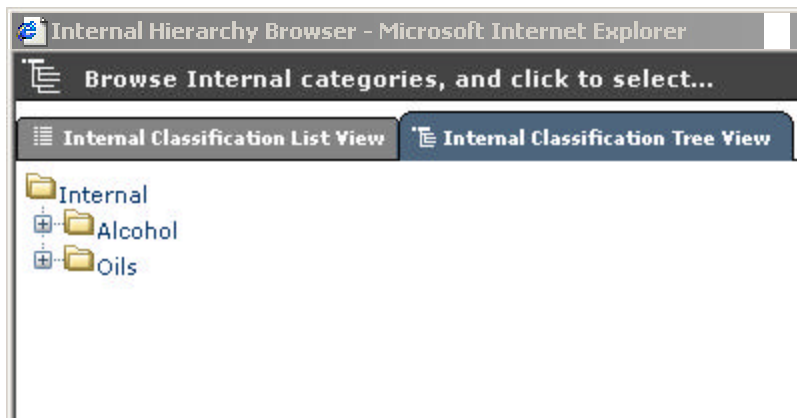 Internal Hierarchy Browser - Microsoft Internet Explorer
Browse Internal categories, and click to select...
Internal Classification List View Internal Classification Tree View
Internal
Alcohol
Oils